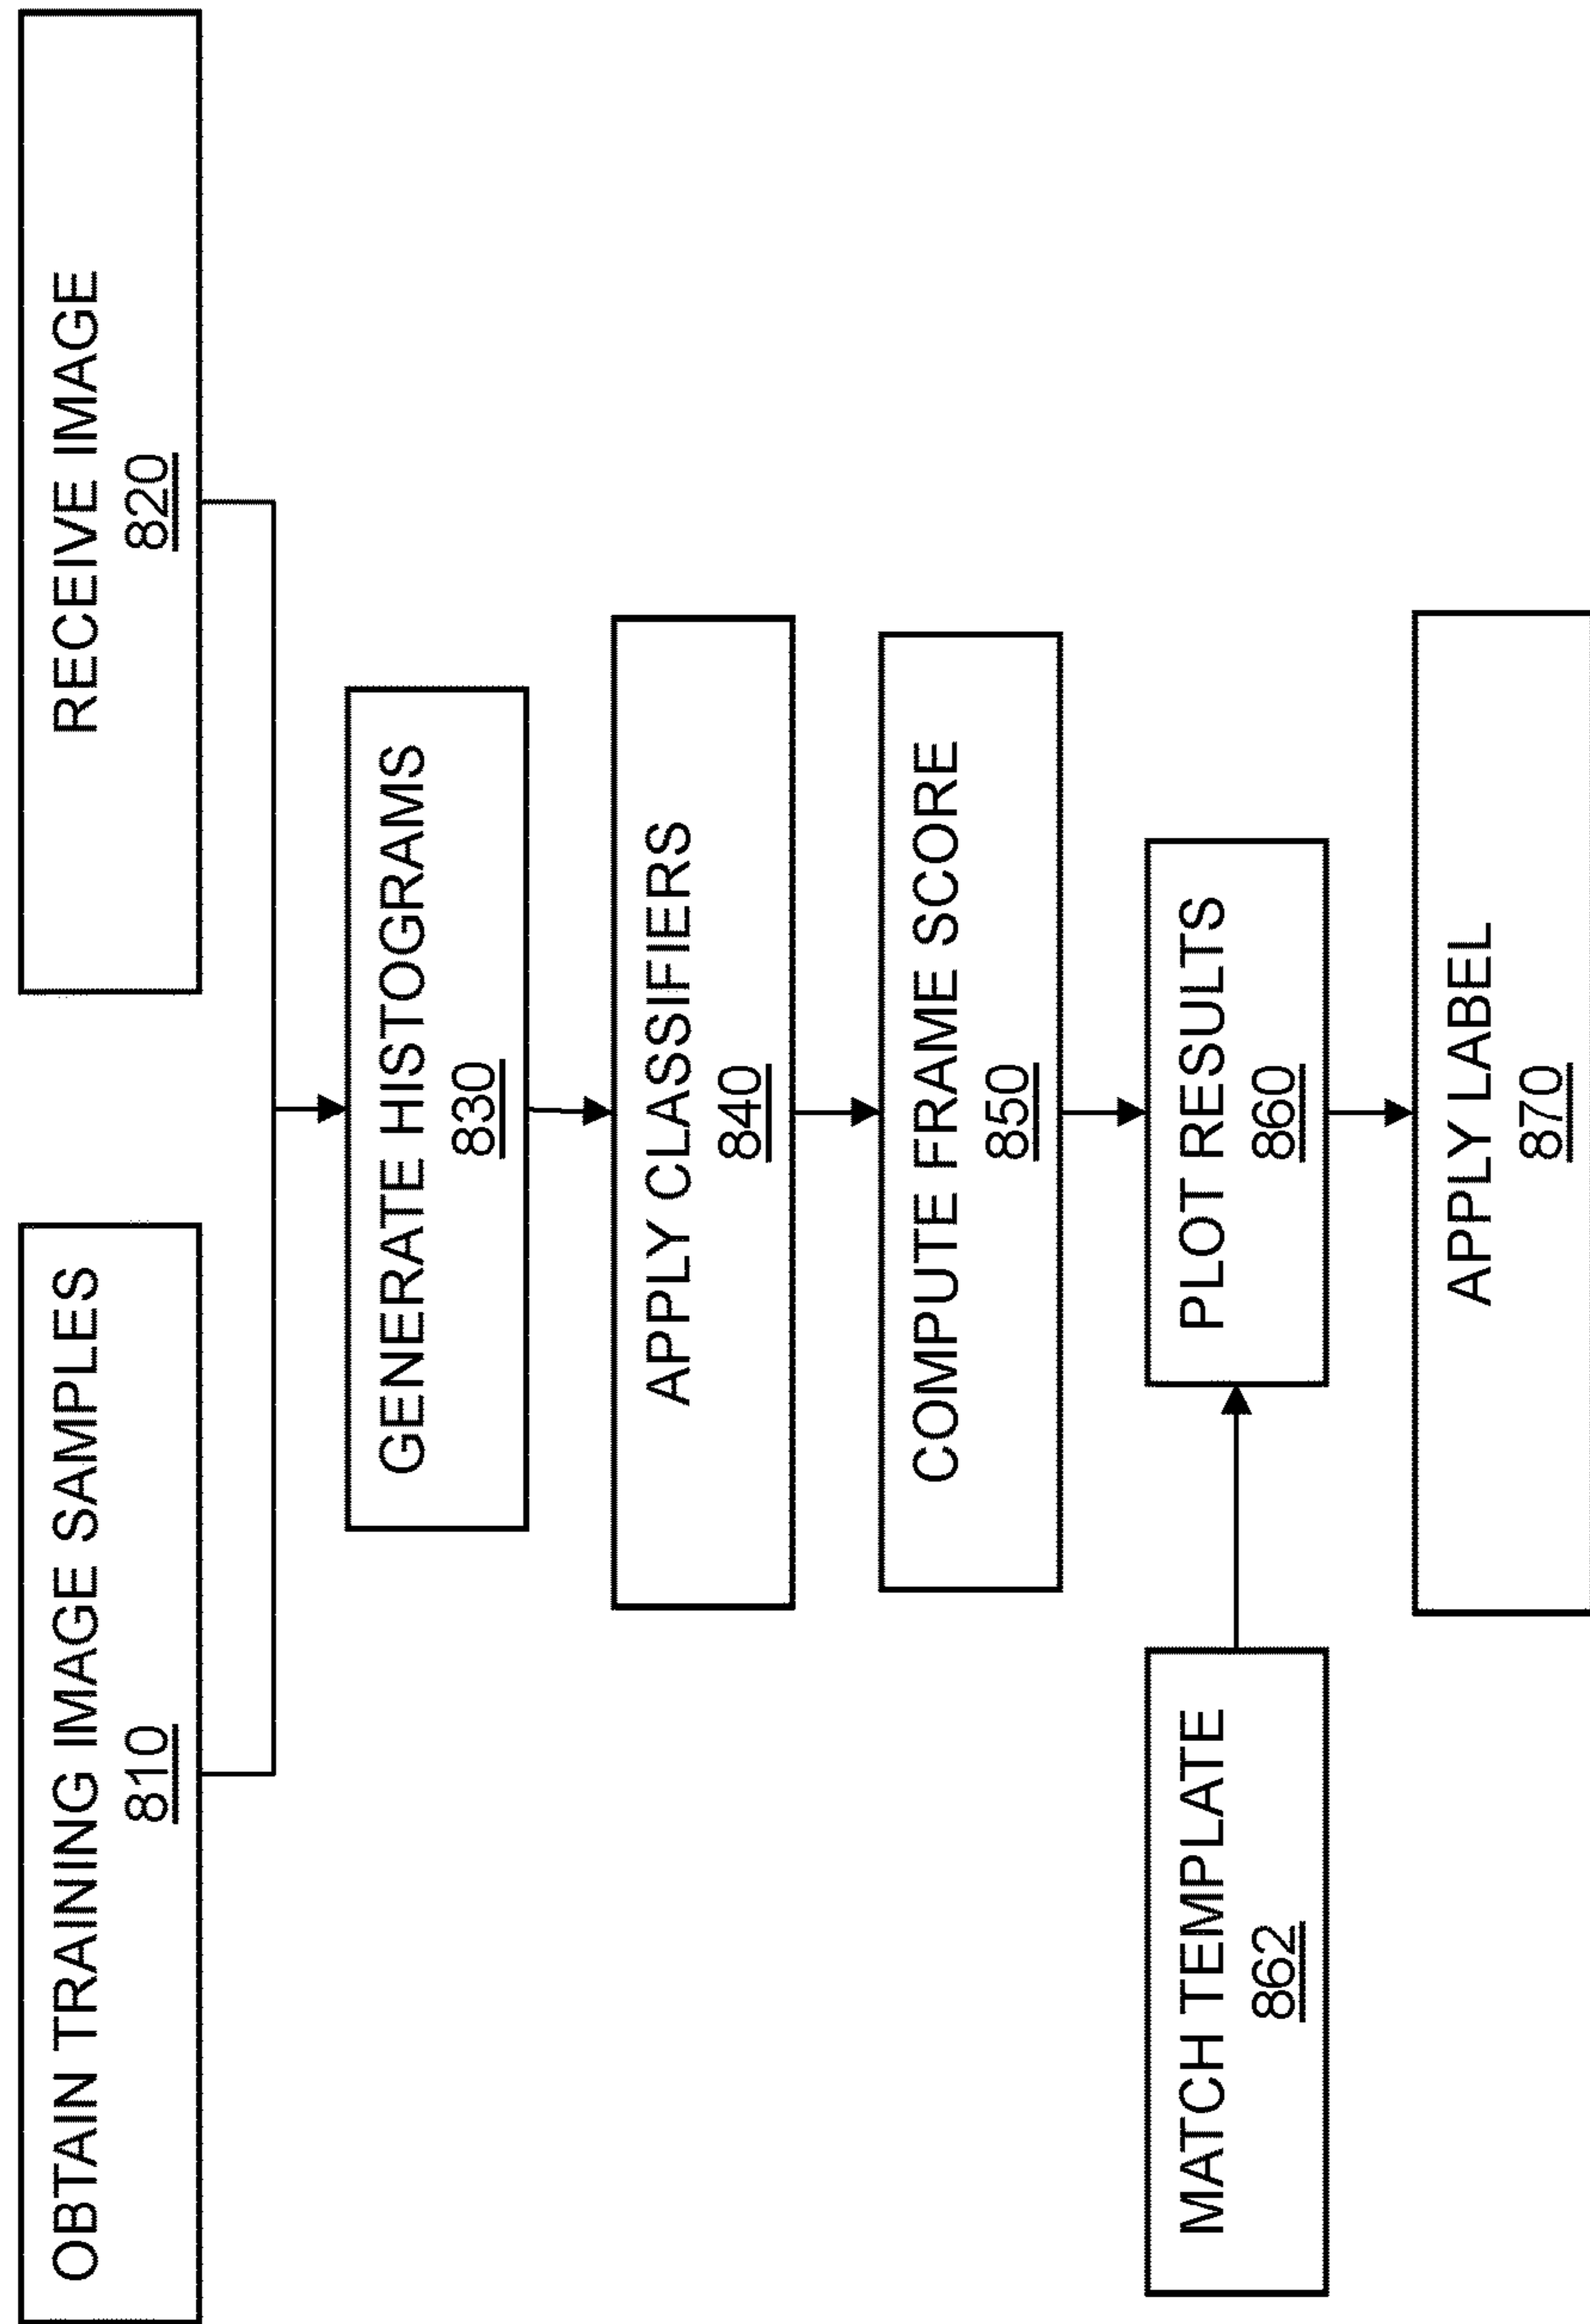 OBTAIN TRAINING IMAGE SAMPLES
810
RECEIVE IMAGE
820
GENERATE HISTOGRAMS
830
APPLY CLASSIFIERS
840
COMPUTE FRAME SCORE
850
MATCH TEMPLATE
862
PLOT RESULTS
860
APPLY LABEL
870